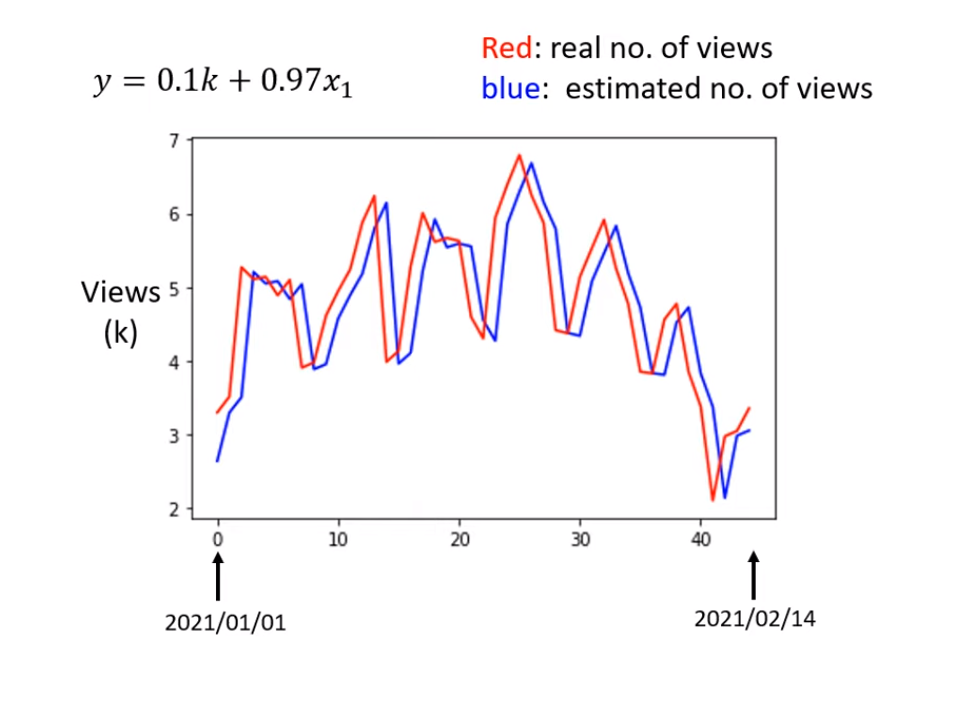 y = 0.1k + 0.97x₁
Red: real no. of views
blue: estimated no. of views
Views
(k)
7
6
5
4
3
2
0
10
20
30
40
2021/01/01
2021/02/14